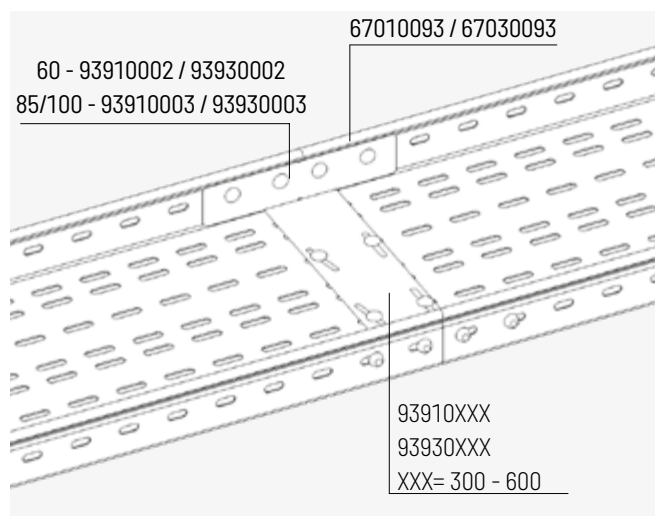 67010093 / 67030093
60 - 93910002 / 93930002
85/100 - 93910003 / 93930003
93910XXX
93930XXX
XXX= 300 - 600